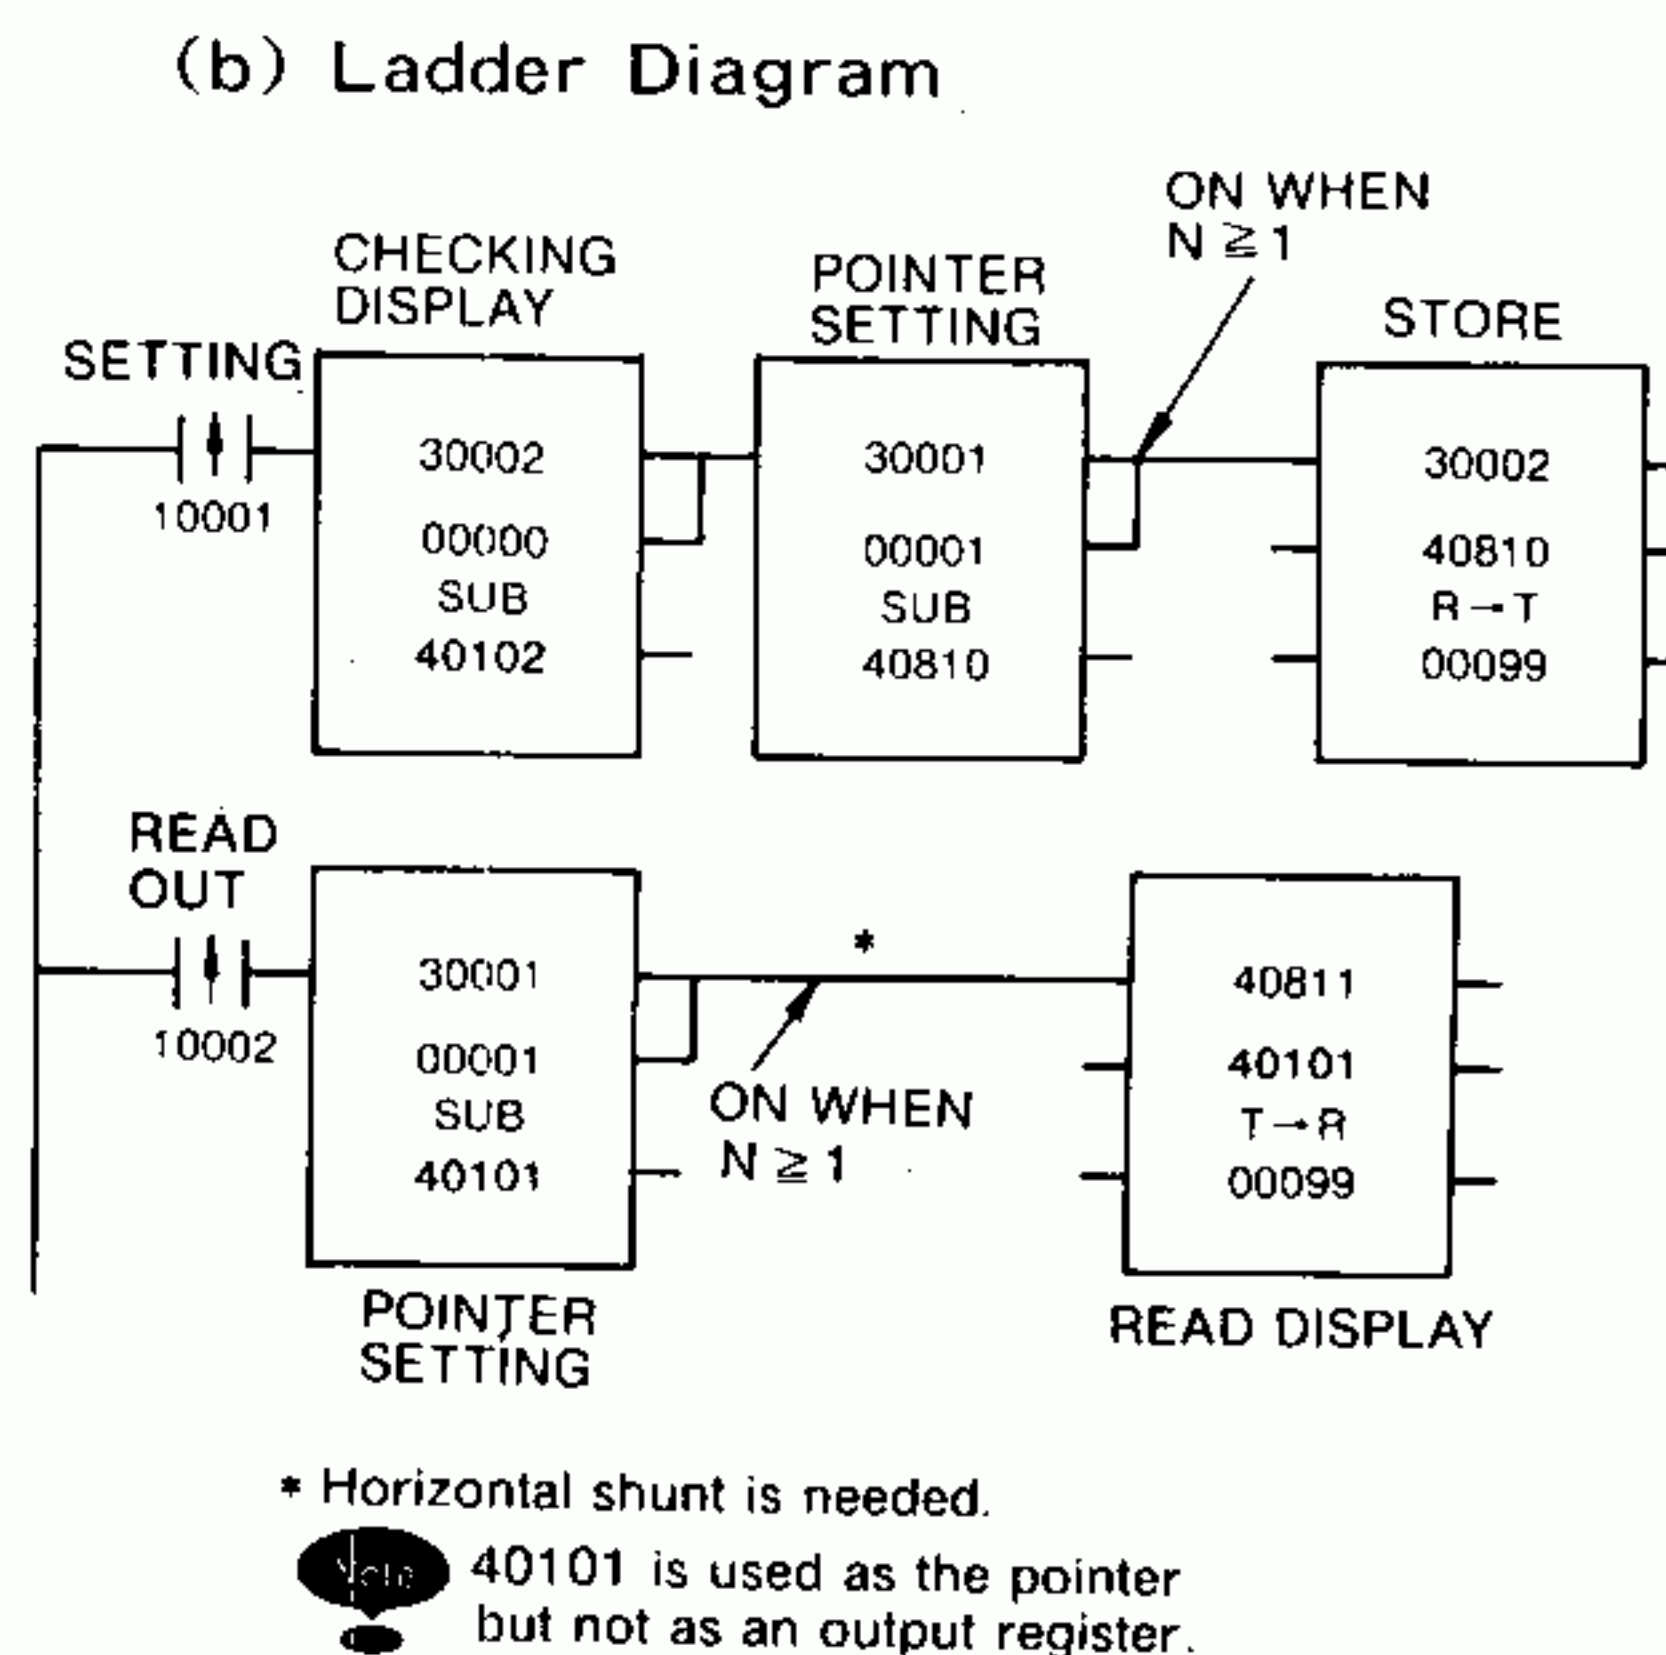 (b) Ladder Diagram
ON WHEN
N ≧ 1
CHECKING
DISPLAY
POINTER
SETTING
STORE
SETTING
10001
30002
00000
SUB
40102
30001
00001
SUB
40810
30002
40810
R→T
00099
READ
OUT
10002
30001
00001
SUB
40101
*
ON WHEN
N ≧ 1
40811
40101
T→R
00099
POINTER
SETTING
READ DISPLAY
* Horizontal shunt is needed.
Note
40101 is used as the pointer
but not as an output register.